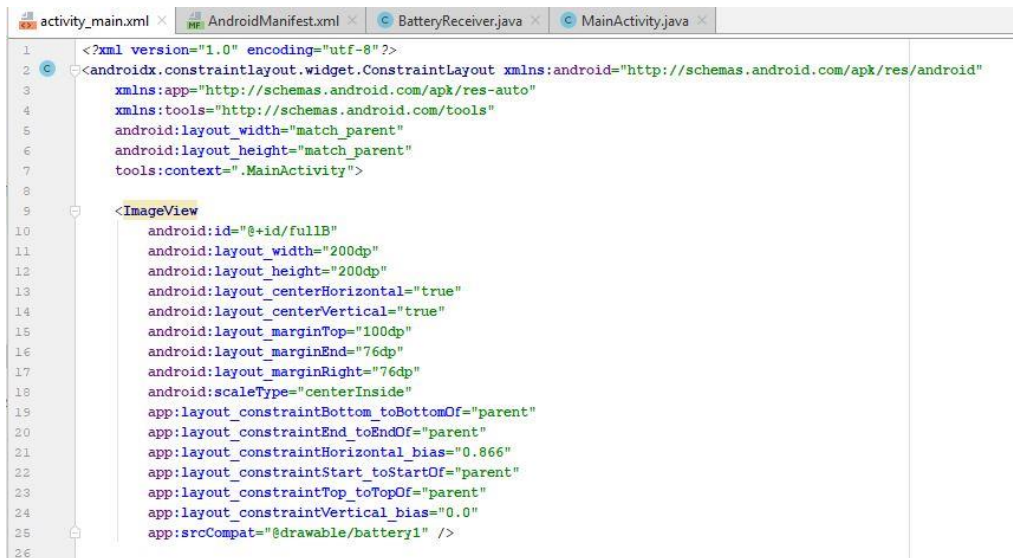 activity_main.xml AndroidManifest.xml BatteryReceiver.java MainActivity.java
1 <?xml version="1.0" encoding="utf-8"?>
2 <androidx.constraintlayout.widget.ConstraintLayout xmlns:android="http://schemas.android.com/apk/res/android"
3 xmlns:app="http://schemas.android.com/apk/res-auto"
4 xmlns:tools="http://schemas.android.com/tools"
5 android:layout_width="match_parent"
6 android:layout_height="match_parent"
7 tools:context=".MainActivity">
8
9 <ImageView
10 android:id="@+id/fullB"
11 android:layout_width="200dp"
12 android:layout_height="200dp"
13 android:layout_centerHorizontal="true"
14 android:layout_centerVertical="true"
15 android:layout_marginTop="100dp"
16 android:layout_marginEnd="76dp"
17 android:layout_marginRight="76dp"
18 android:scaleType="centerInside"
19 app:layout_constraintBottom_toBottomOf="parent"
20 app:layout_constraintEnd_toEndOf="parent"
21 app:layout_constraintHorizontal_bias="0.866"
22 app:layout_constraintStart_toStartOf="parent"
23 app:layout_constraintTop_toTopOf="parent"
24 app:layout_constraintVertical_bias="0.0"
25 app:srcCompat="@drawable/battery1" />
26